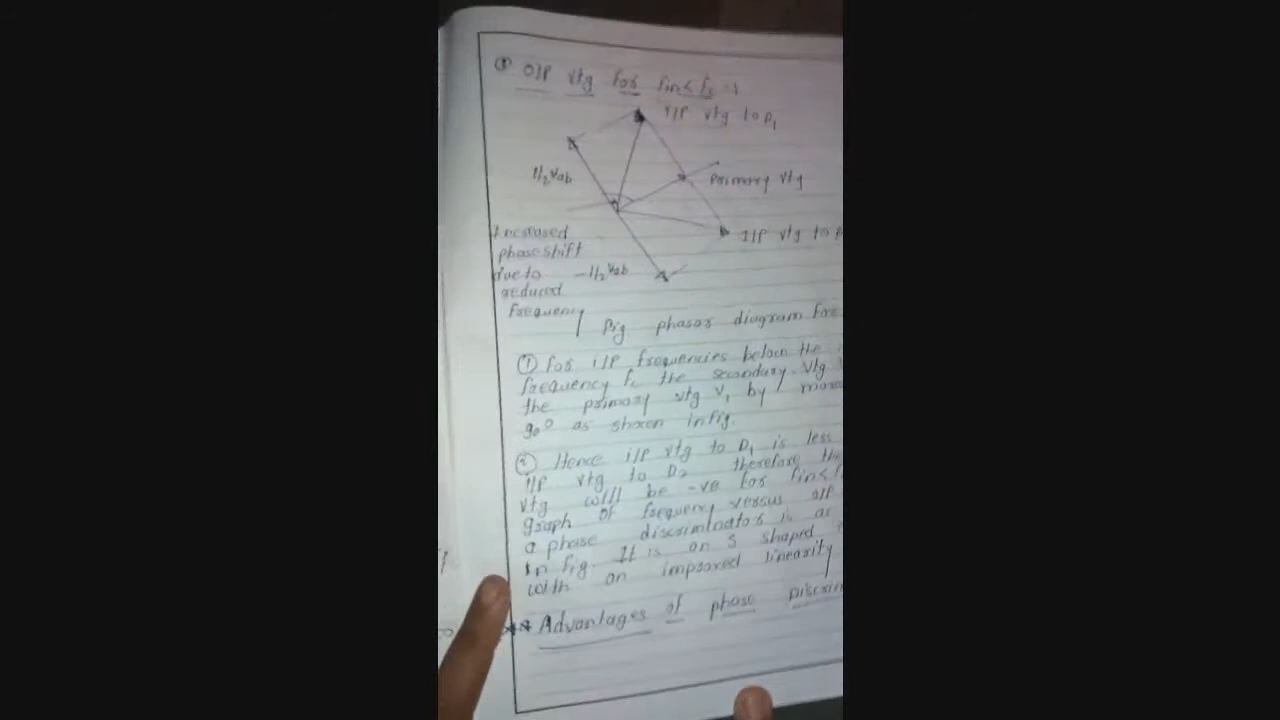 O/P vtg for fin< fc :-
I/P vtg to D1
1/2 Vab
Primary vtg
I/P vtg to
Increased
phase shift
due to
reduced
frequency
-1/2 Vab
Fig phasor diagram for
① For i/p frequencies below the
frequency fc the secondary vtg
the primary vtg V1 by more
90° as shown in fig.
② Hence i/p vtg to D1 is less
I/P vtg to D2 therefore the
vtg will be -ve for fin<f
graph of frequency versus o/p
a phase discriminator is as
in fig. It is an S shaped
with an improved linearity
** Advantages of phase Discrim